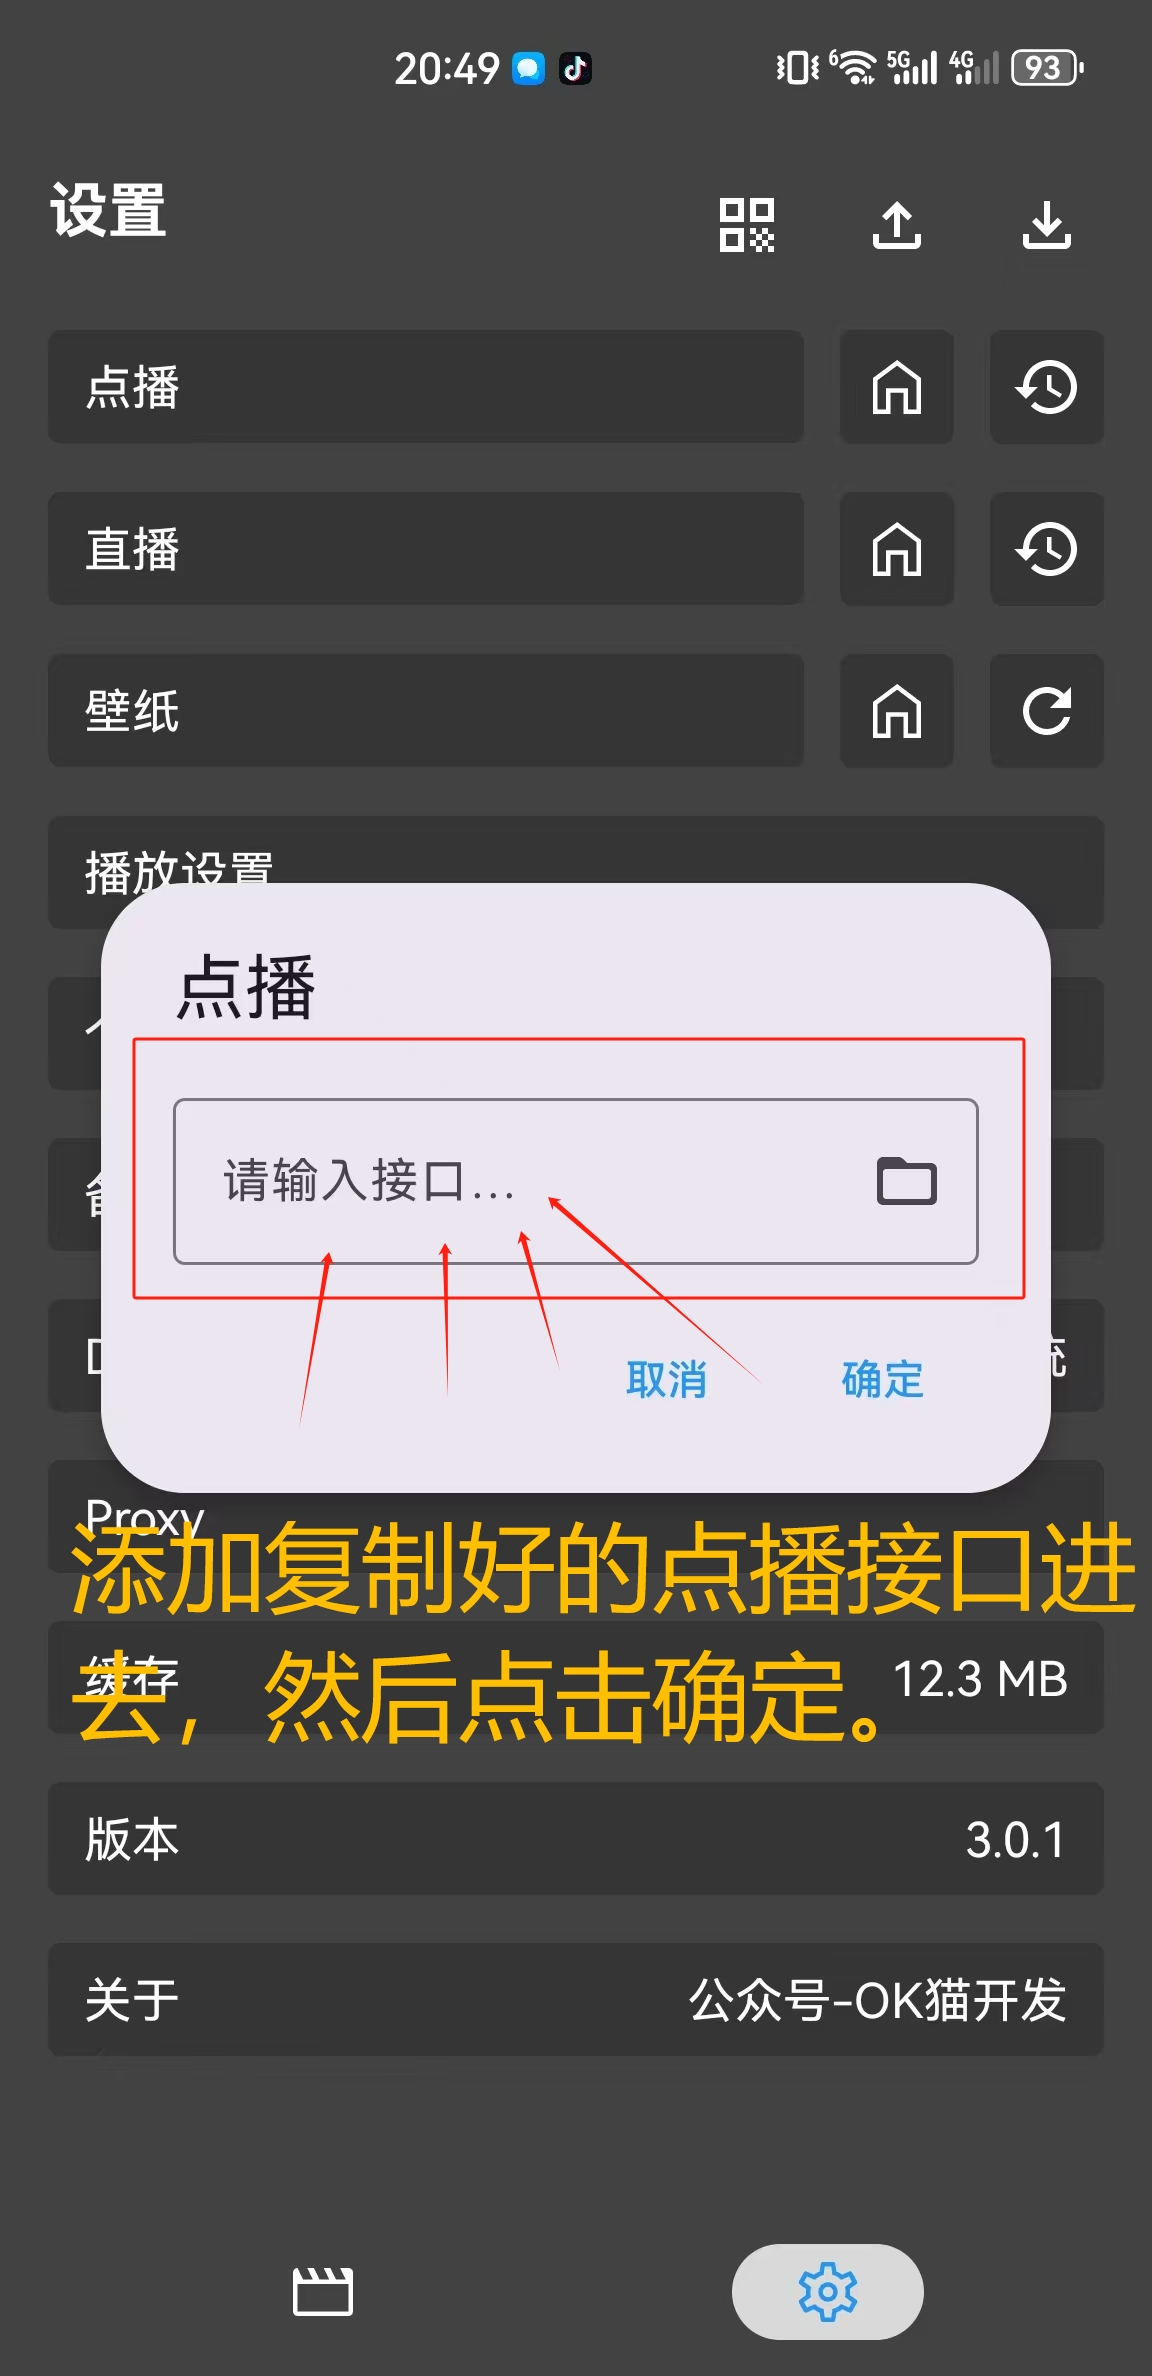 20:49
6 5G 4G 93
设置
点播
直播
壁纸
播放设置
点播
请输入接口...
取消 确定
Proxy
添加复制好的点播接口进
去，然后点击确定。
缓存 12.3 MB
版本 3.0.1
关于 公众号-OK猫开发